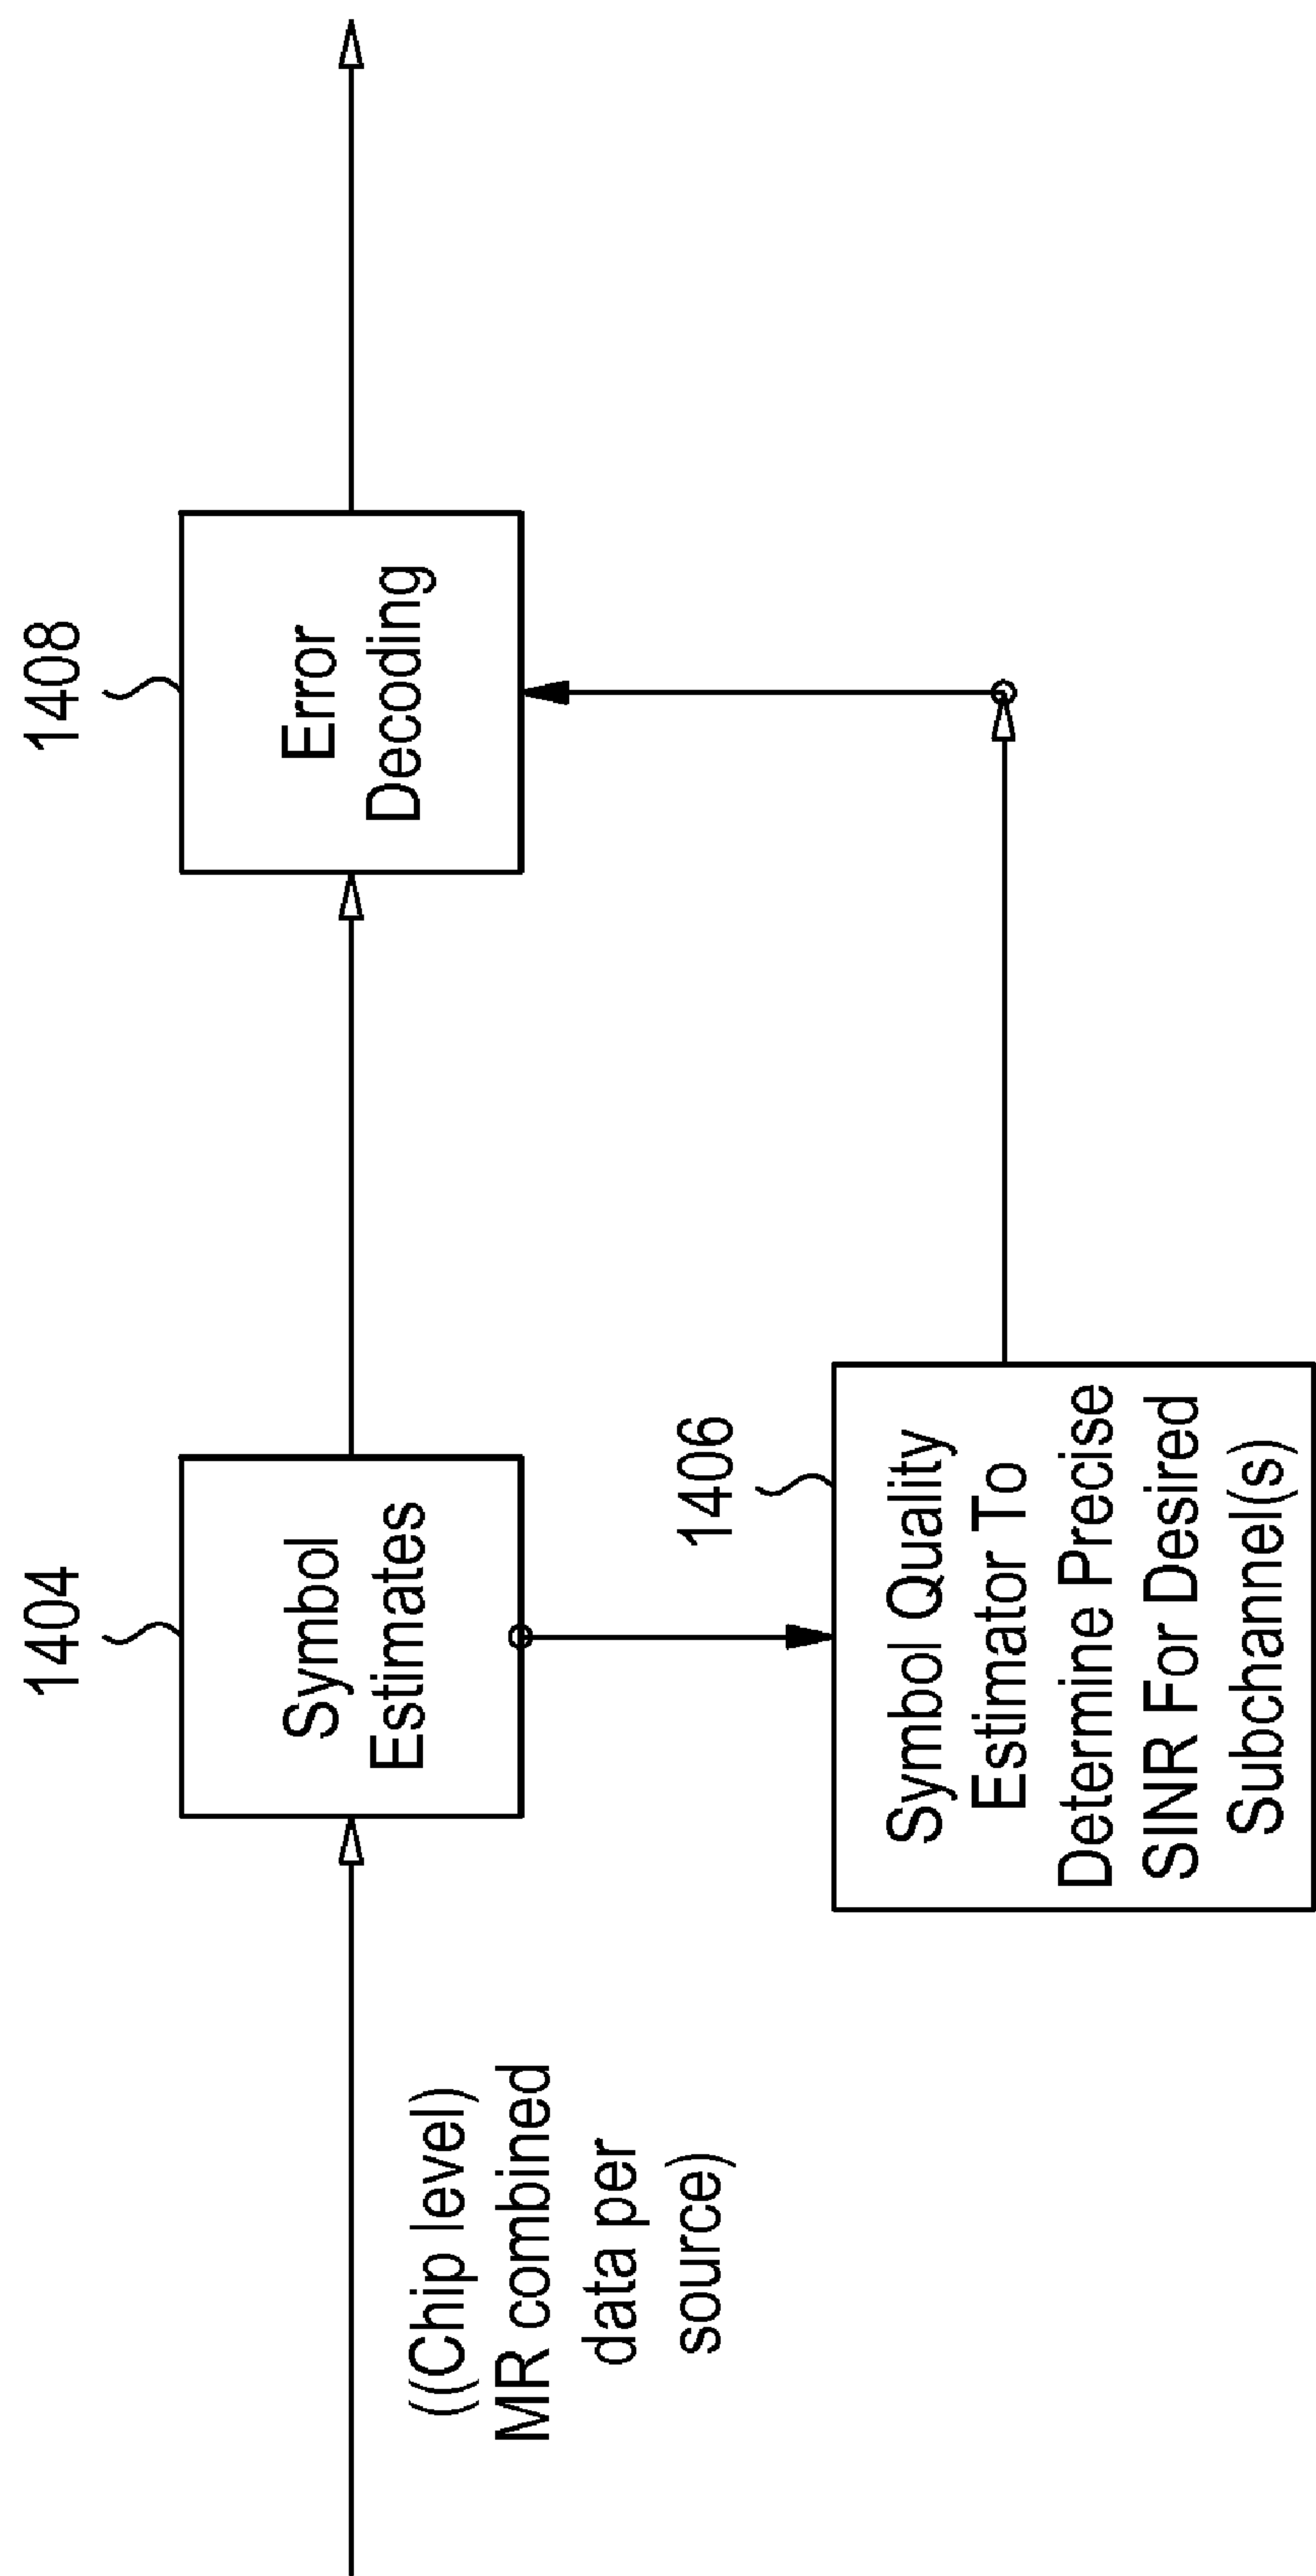 ((Chip level)
MR combined
data per
source)
1404
Symbol
Estimates
1406
Symbol Quality
Estimator To
Determine Precise
SINR For Desired
Subchannel(s)
1408
Error
Decoding